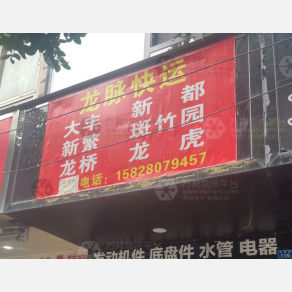 龙脉快运
大丰 新都
新繁 斑竹园
龙桥 龙虎
电话：15828079457
发动机件 底盘件 水管 电器